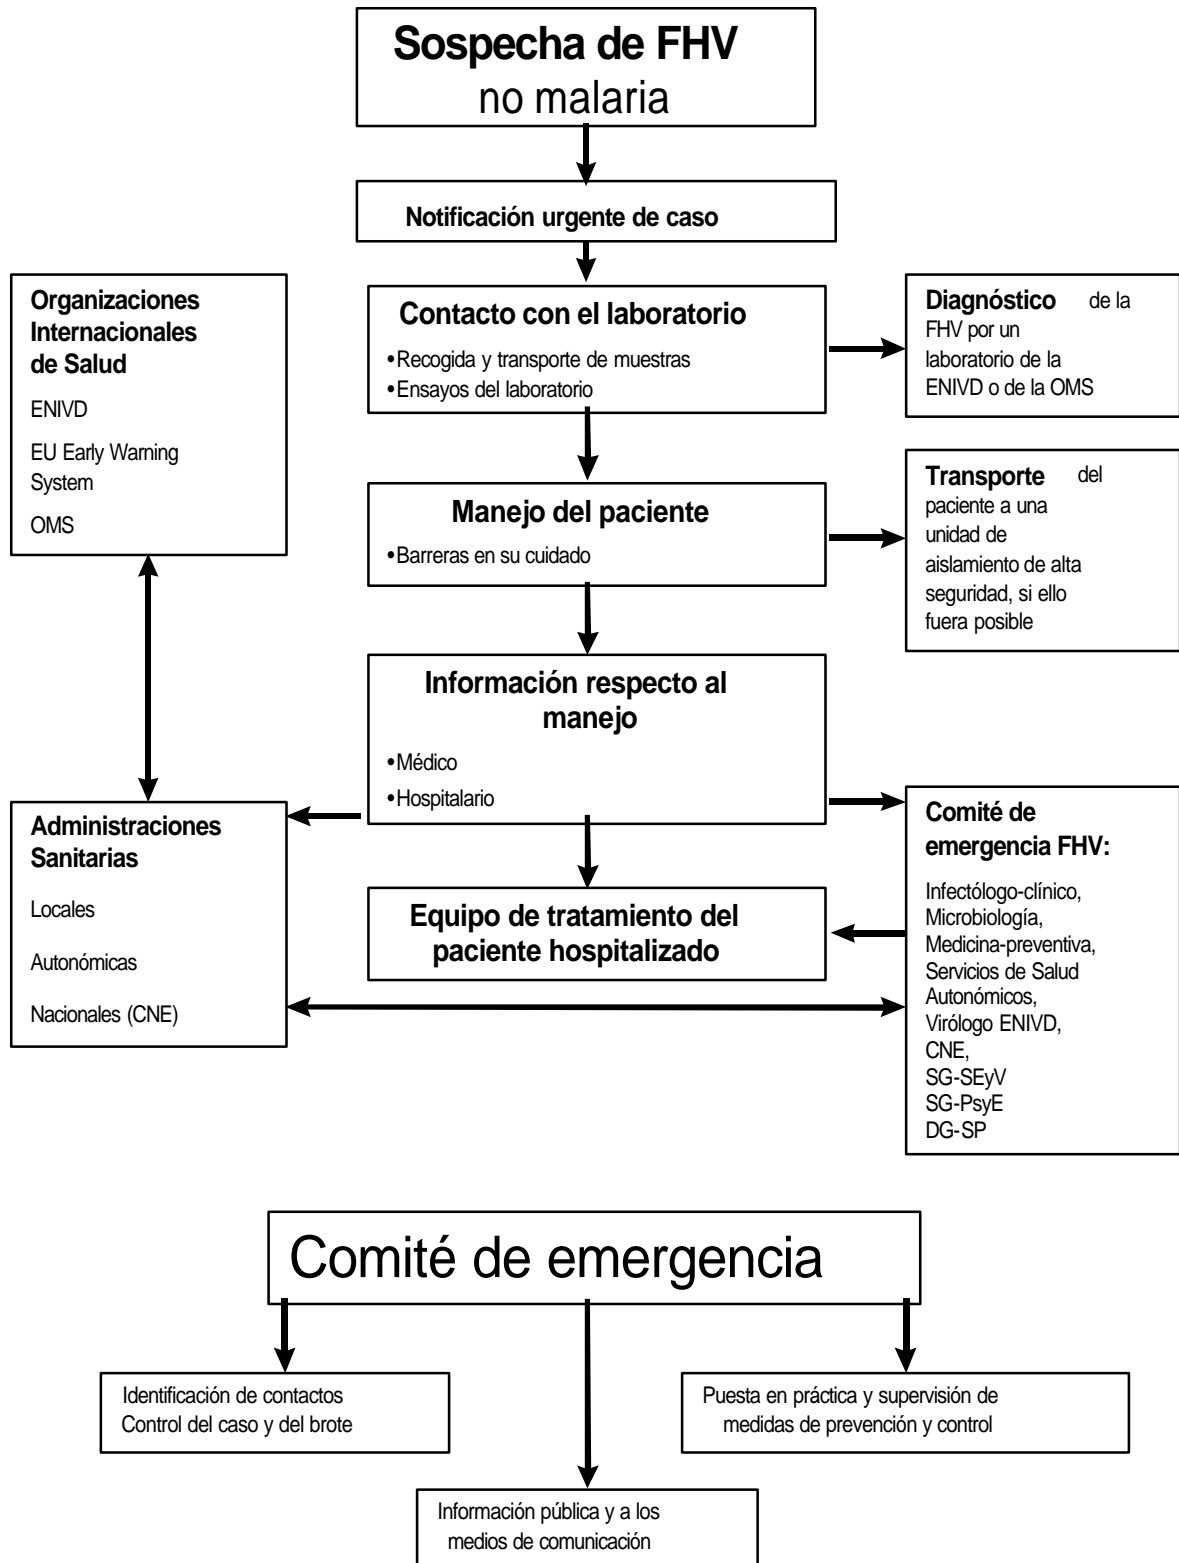 Sospecha de FHV
no malaria
Notificación urgente de caso
Organizaciones
Internacionales
de Salud
ENIVD
EU Early Warning
System
OMS
Contacto con el laboratorio
•Recogida y transporte de muestras
•Ensayos del laboratorio
Diagnóstico de la
FHV por un
laboratorio de la
ENIVD o de la OMS
Manejo del paciente
•Barreras en su cuidado
Transporte del
paciente a una
unidad de
aislamiento de alta
seguridad, si ello
fuera posible
Información respecto al
manejo
•Médico
•Hospitalario
Administraciones
Sanitarias
Locales
Autonómicas
Nacionales (CNE)
Equipo de tratamiento del
paciente hospitalizado
Comité de
emergencia FHV:
Infectólogo-clínico,
Microbiología,
Medicina-preventiva,
Servicios de Salud
Autonómicos,
Virólogo ENIVD,
CNE,
SG-SEyV
SG-PsyE
DG-SP
Comité de emergencia
Identificación de contactos
Control del caso y del brote
Puesta en práctica y supervisión de
medidas de prevención y control
Información pública y a los
medios de comunicación